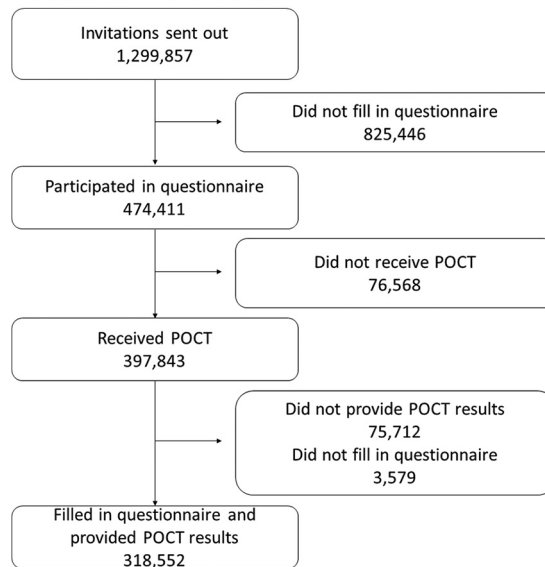 Invitations sent out
1,299,857
Did not fill in questionnaire
825,446
Participated in questionnaire
474,411
Did not receive POCT
76,568
Received POCT
397,843
Did not provide POCT results
75,712
Did not fill in questionnaire
3,579
Filled in questionnaire and
provided POCT results
318,552